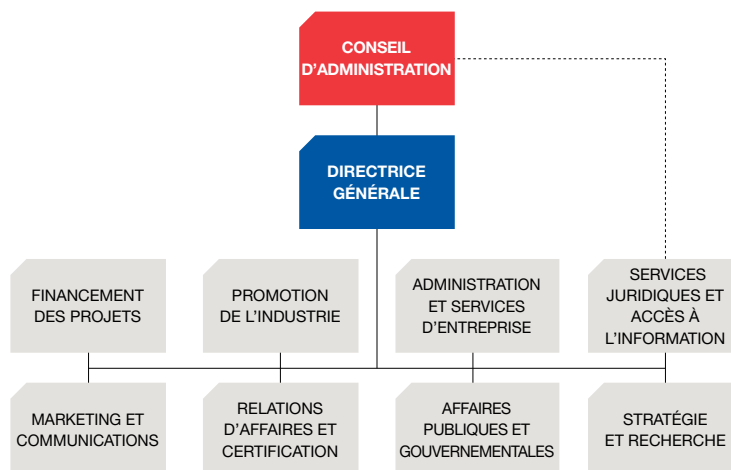 CONSEIL
D'ADMINISTRATION
DIRECTRICE
GÉNÉRALE
FINANCEMENT
DES PROJETS
PROMOTION
DE L'INDUSTRIE
ADMINISTRATION
ET SERVICES
D'ENTREPRISE
SERVICES
JURIDIQUES ET
ACCÈS À
L'INFORMATION
MARKETING ET
COMMUNICATIONS
RELATIONS
D'AFFAIRES ET
CERTIFICATION
AFFAIRES
PUBLIQUES ET
GOUVERNEMENTALES
STRATÉGIE
ET RECHERCHE